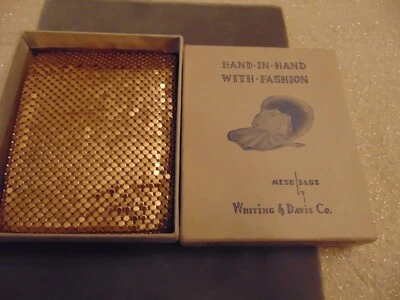 HAND-IN-HAND
WITH-FASHION
MESH BAGS
by
WHITING & DAVIS CO.